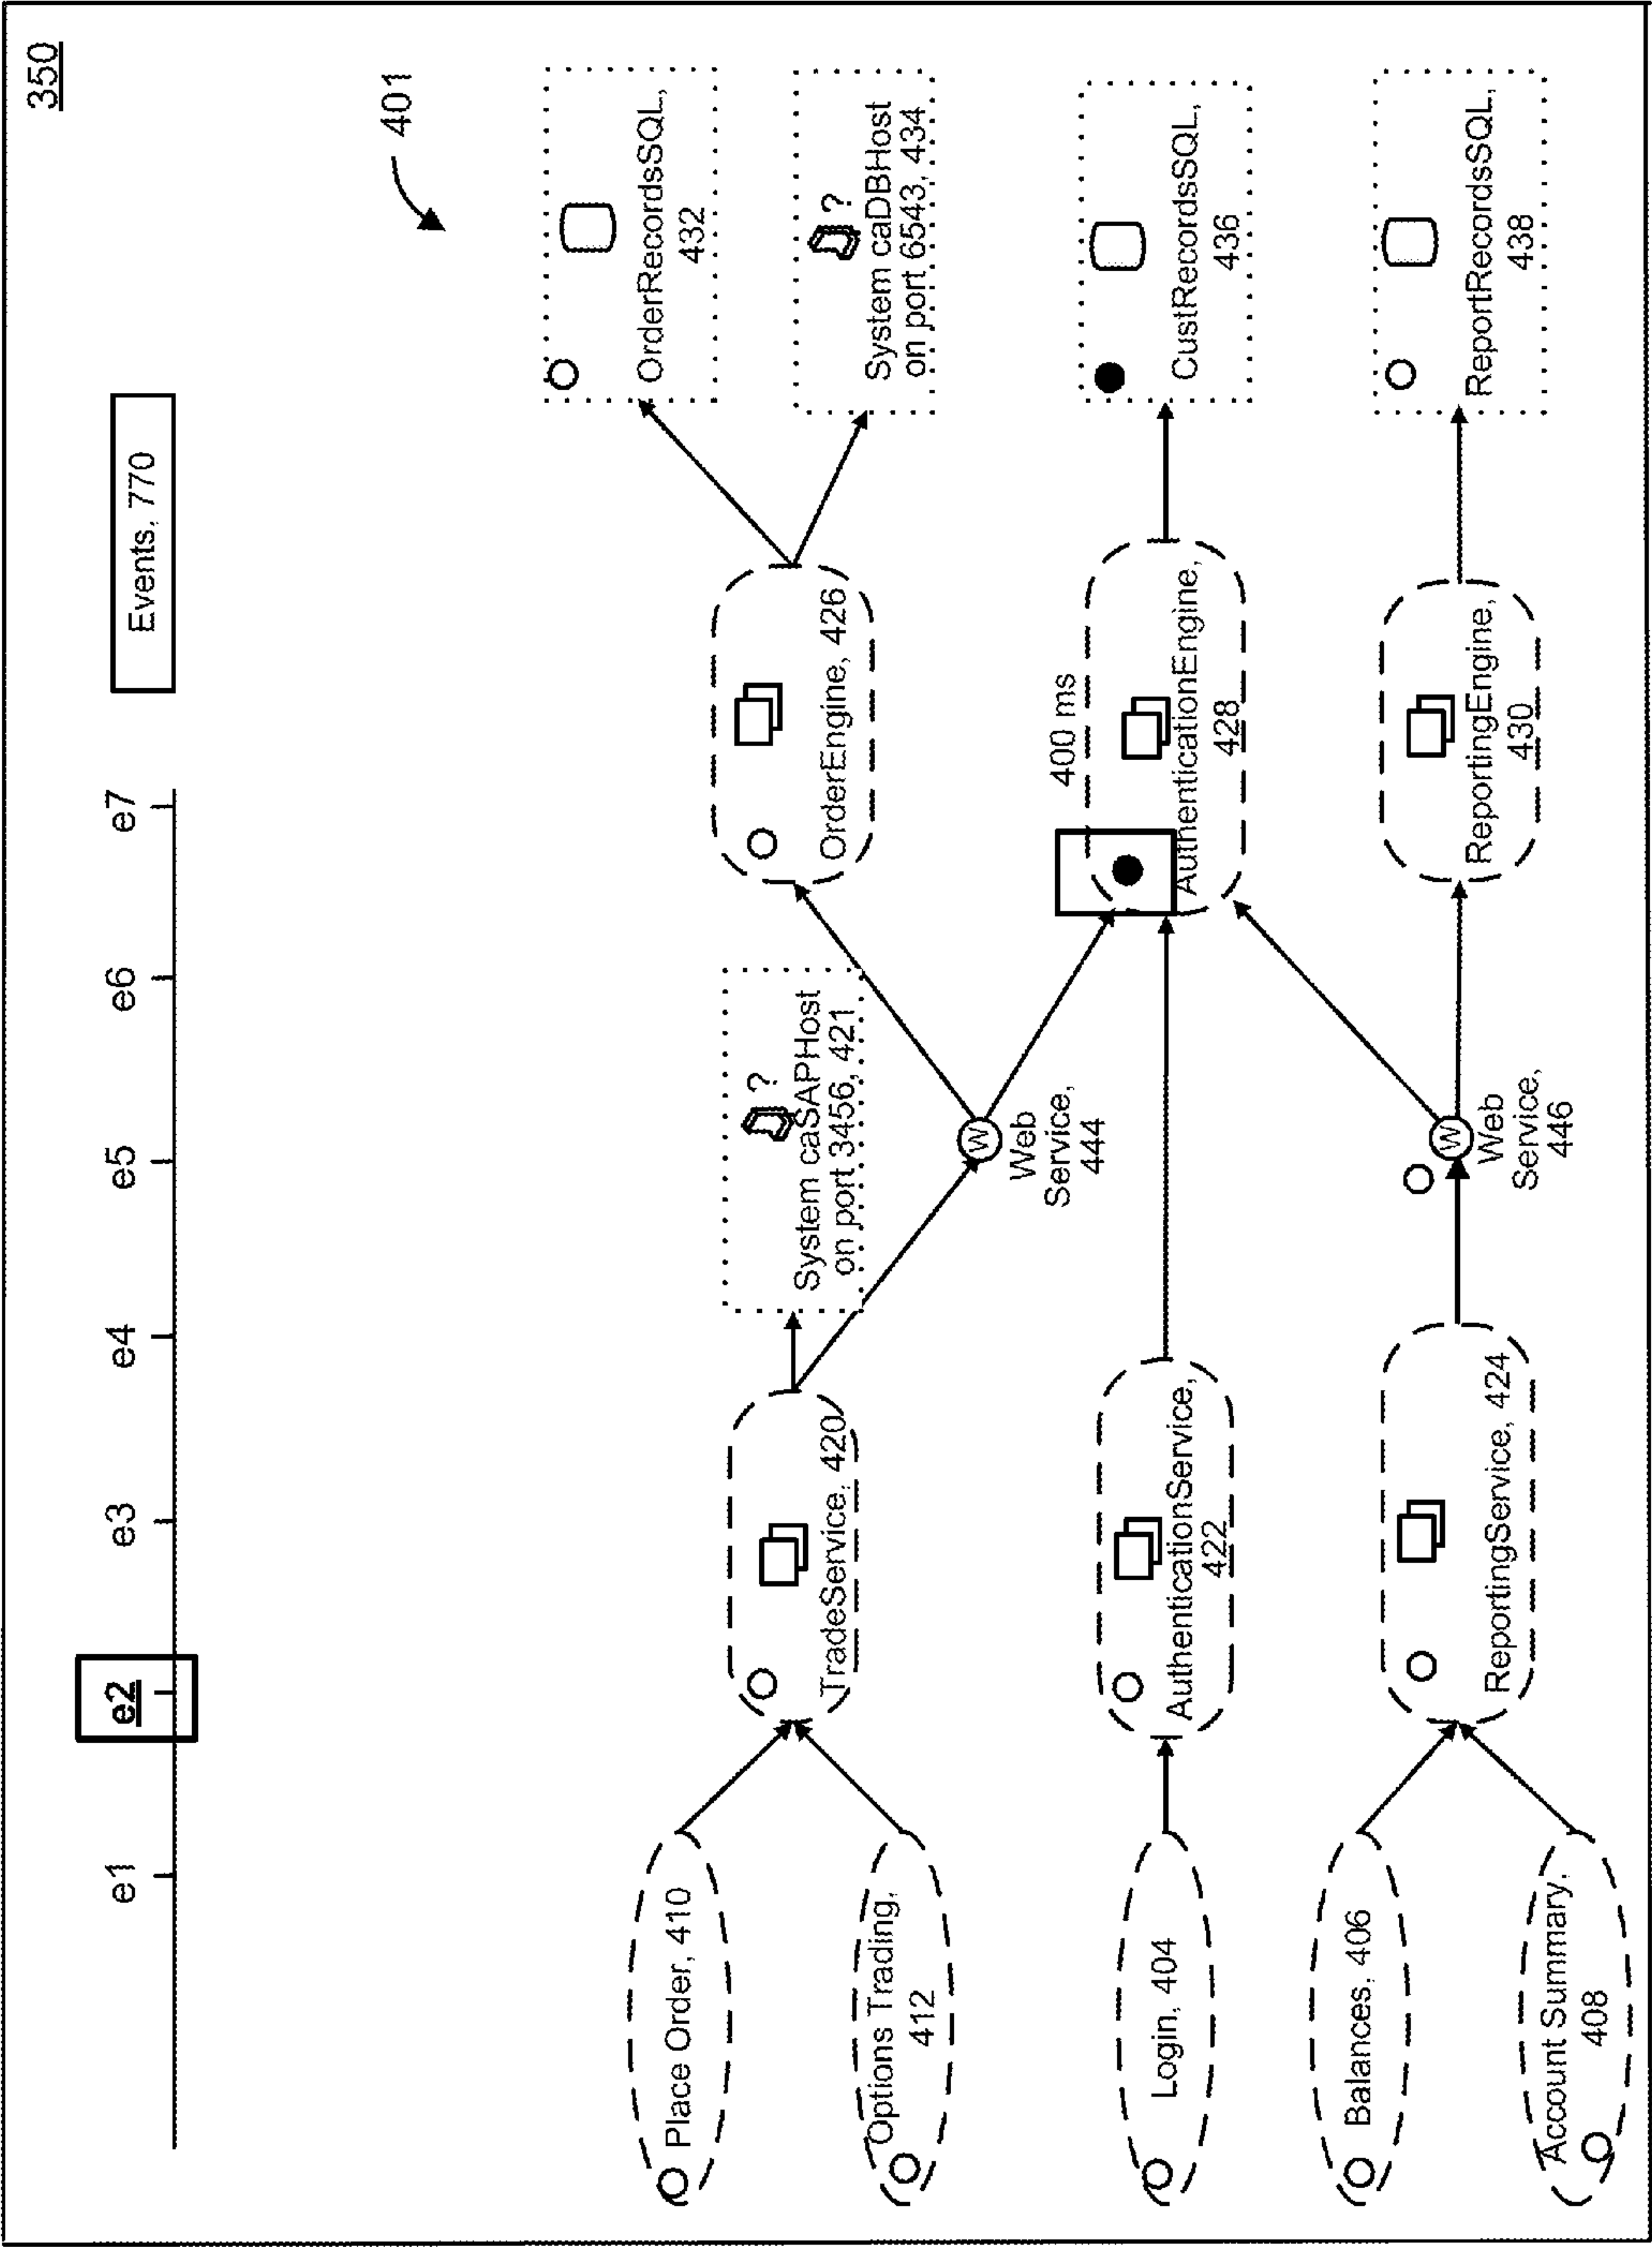 350
Events, 770
e1
e2
e3
e4
e5
e6
e7
401
Place Order, 410
Options Trading,
412
Login, 404
Balances, 406
Account Summary,
408
TradeService, 420
AuthenticationService,
422
ReportingService, 424
?
System caSAPHost
on port 3456, 421
W
Web
Service,
444
W
Web
Service,
446
OrderEngine, 426
400 ms
AuthenticationEngine,
428
ReportingEngine,
430
OrderRecordsSQL,
432
?
System caDBHost
on port 6543, 434
CustRecordsSQL,
436
ReportRecordsSQL,
438